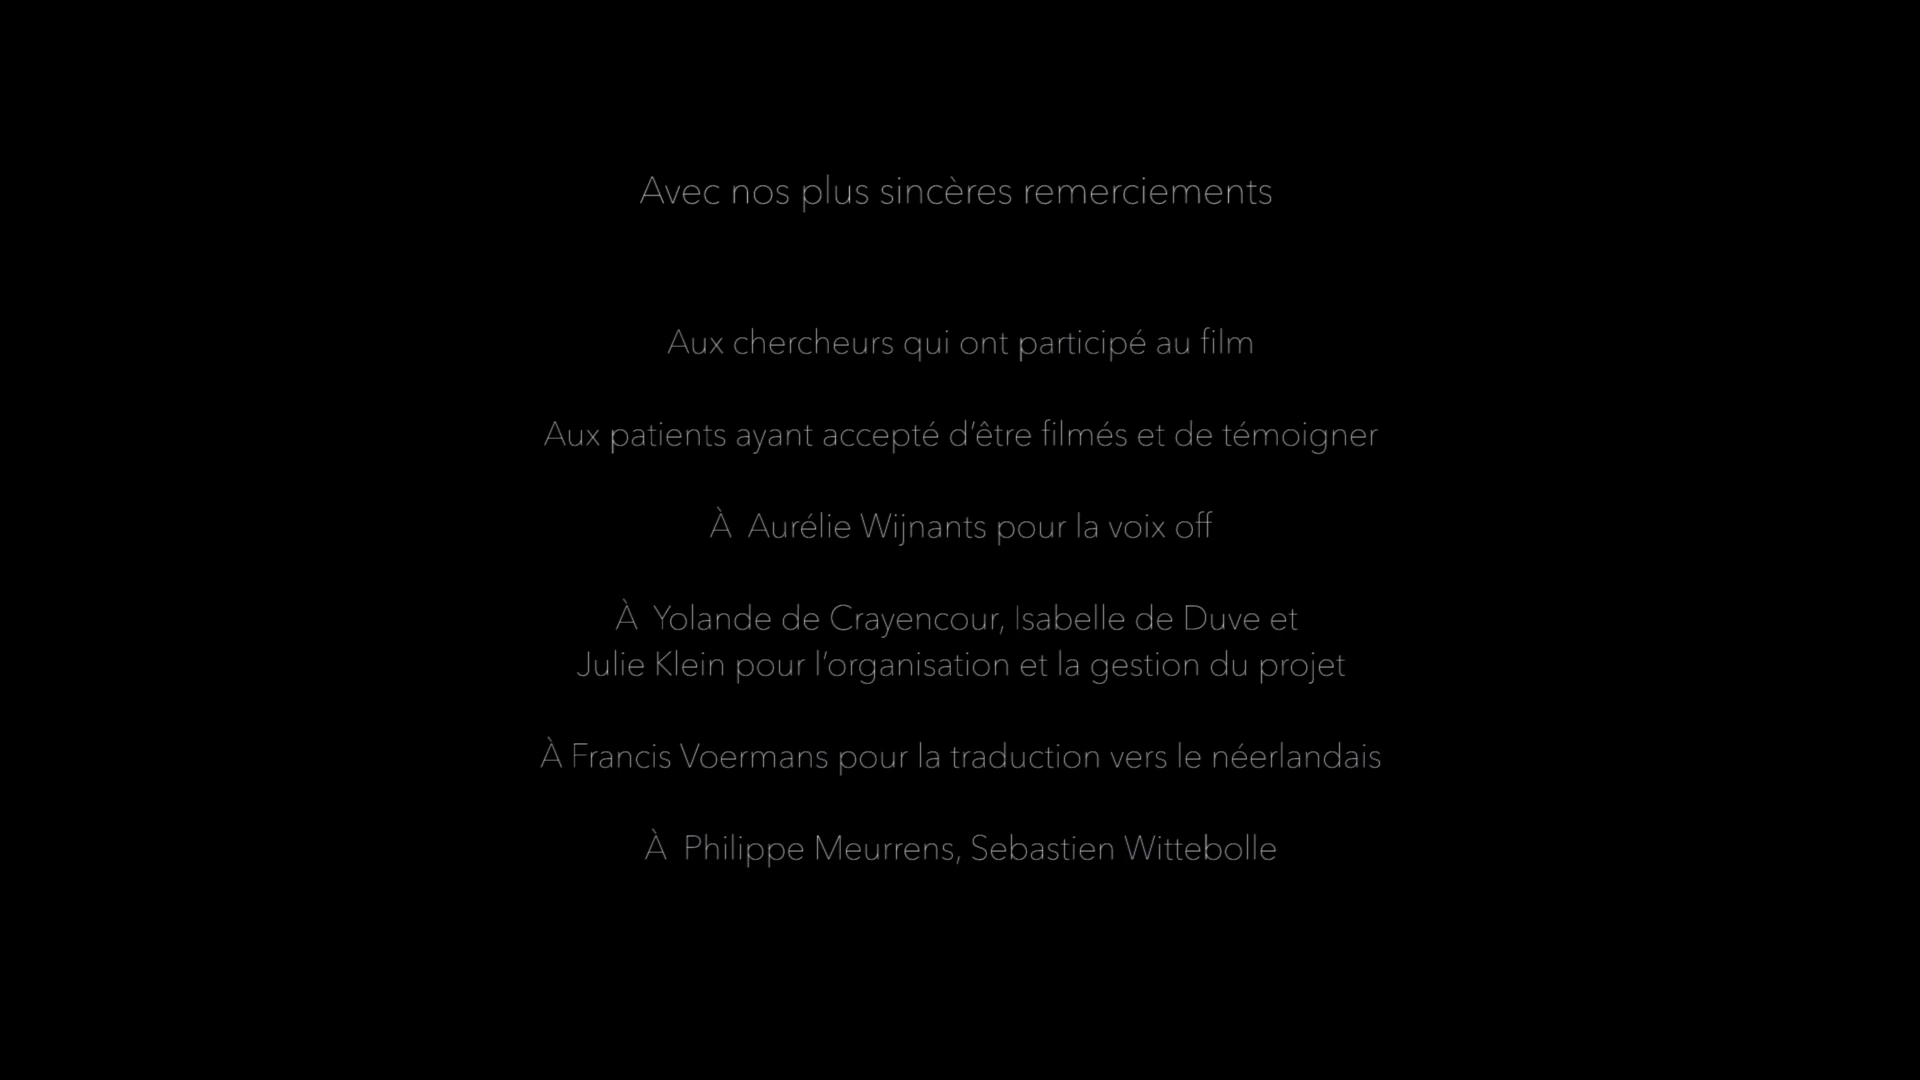 Avec nos plus sincères remerciements
Aux chercheurs qui ont participé au film
Aux patients ayant accepté d’être filmés et de témoigner
À  Aurélie Wijnants pour la voix off
À  Yolande de Crayencour, Isabelle de Duve et
Julie Klein pour l’organisation et la gestion du projet
À Francis Voermans pour la traduction vers le néerlandais
À  Philippe Meurrens, Sebastien Wittebolle